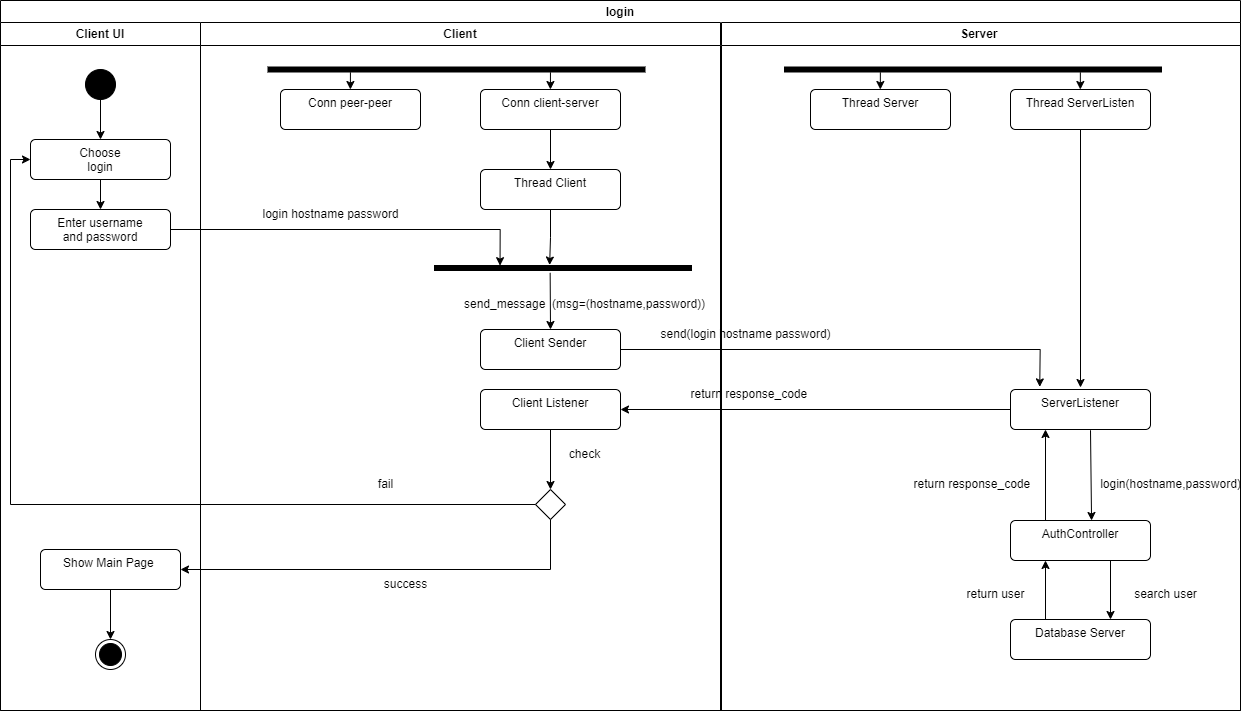 login
Client UI
Client
Server
Conn peer-peer
Conn client-server
Thread Server
Thread ServerListen
Choose
login
Thread Client
Enter username
and password
login hostname password
send_message (msg=(hostname,password))
Client Sender
send(login hostname password)
Client Listener
return response_code
ServerListener
check
fail
return response_code
login(hostname,password)
AuthController
Show Main Page
success
return user
search user
Database Server